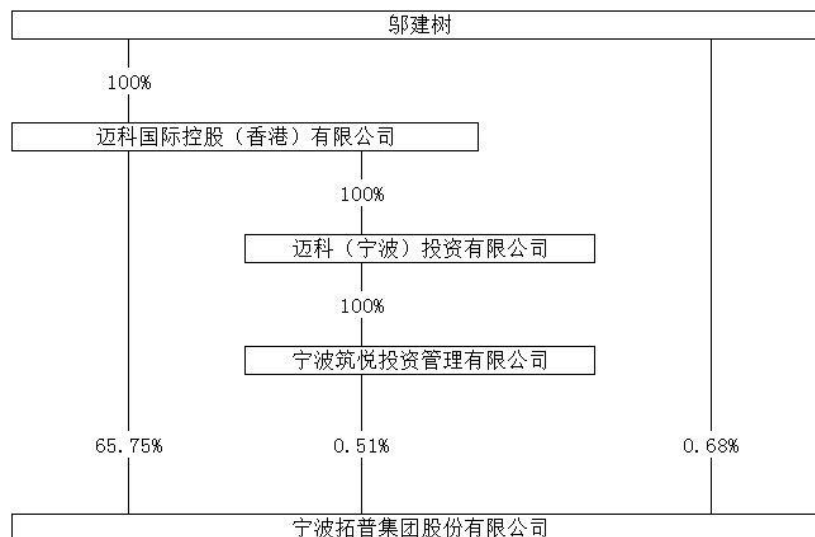 邬建树
100%
迈科国际控股（香港）有限公司
100%
迈科（宁波）投资有限公司
100%
宁波筑悦投资管理有限公司
65.75%
0.51%
0.68%
宁波拓普集团股份有限公司